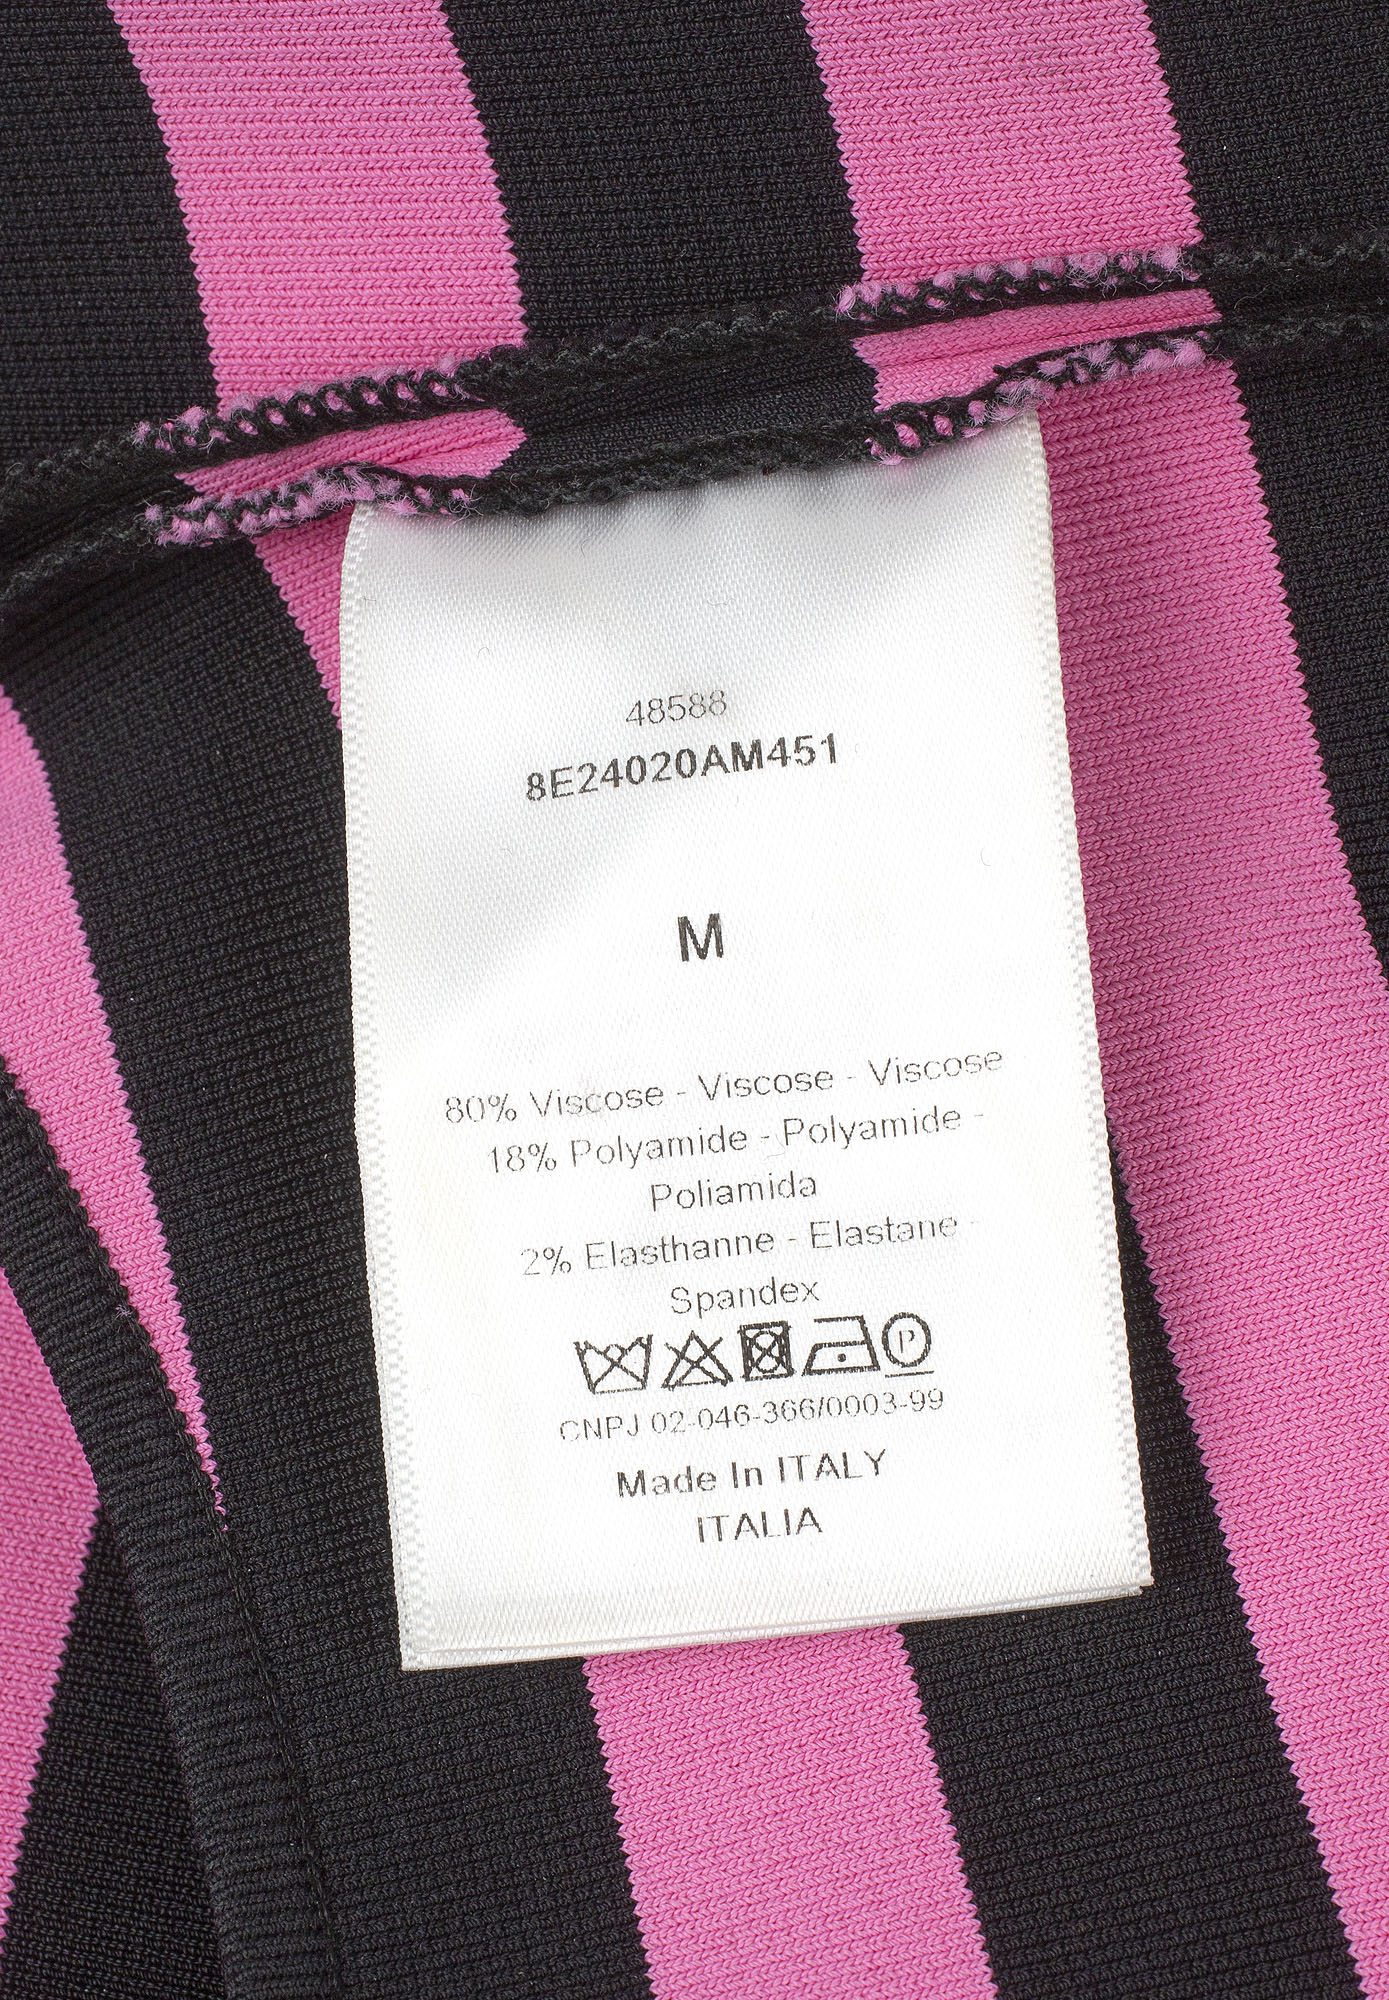 48588
8E24020AM451
M
80% Viscose - Viscose - Viscose
18% Polyamide - Polyamide -
Poliamida
2% Elasthanne - Elastane -
Spandex
P
CNPJ 02-046-366/0003-99
Made In ITALY
ITALIA